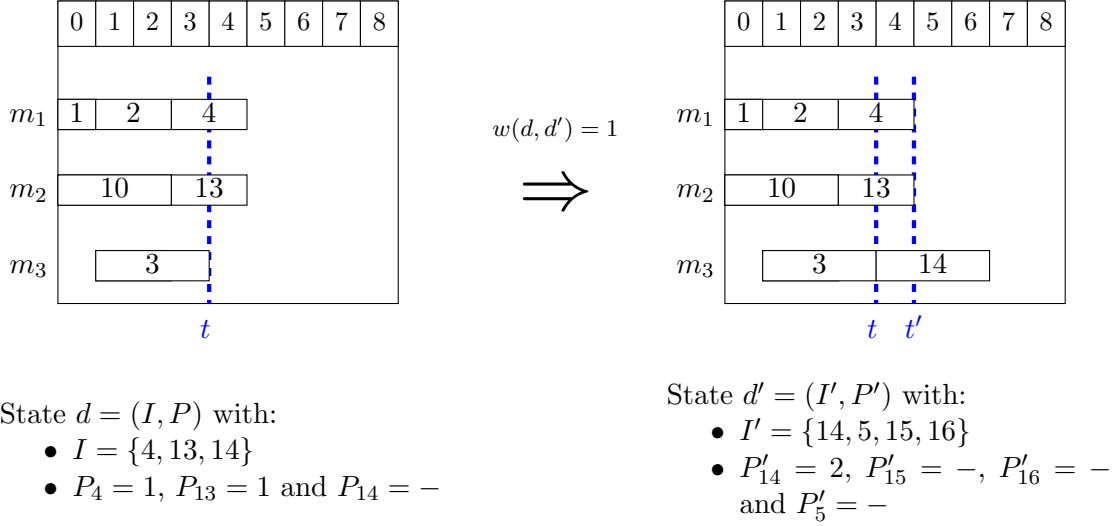 0 1 2 3 4 5 6 7 8
m₁ 1 2 4
m₂ 10 13
m₃ 3
t
w(d, d′) = 1
⇒
0 1 2 3 4 5 6 7 8
m₁ 1 2 4
m₂ 10 13
m₃ 3 14
t t′
State d = (I, P) with:
• I = {4, 13, 14}
• P₄ = 1, P₁₃ = 1 and P₁₄ = −
State d′ = (I′, P′) with:
• I′ = {14, 5, 15, 16}
• P′₁₄ = 2, P′₁₅ = −, P′₁₆ = −
and P′₅ = −